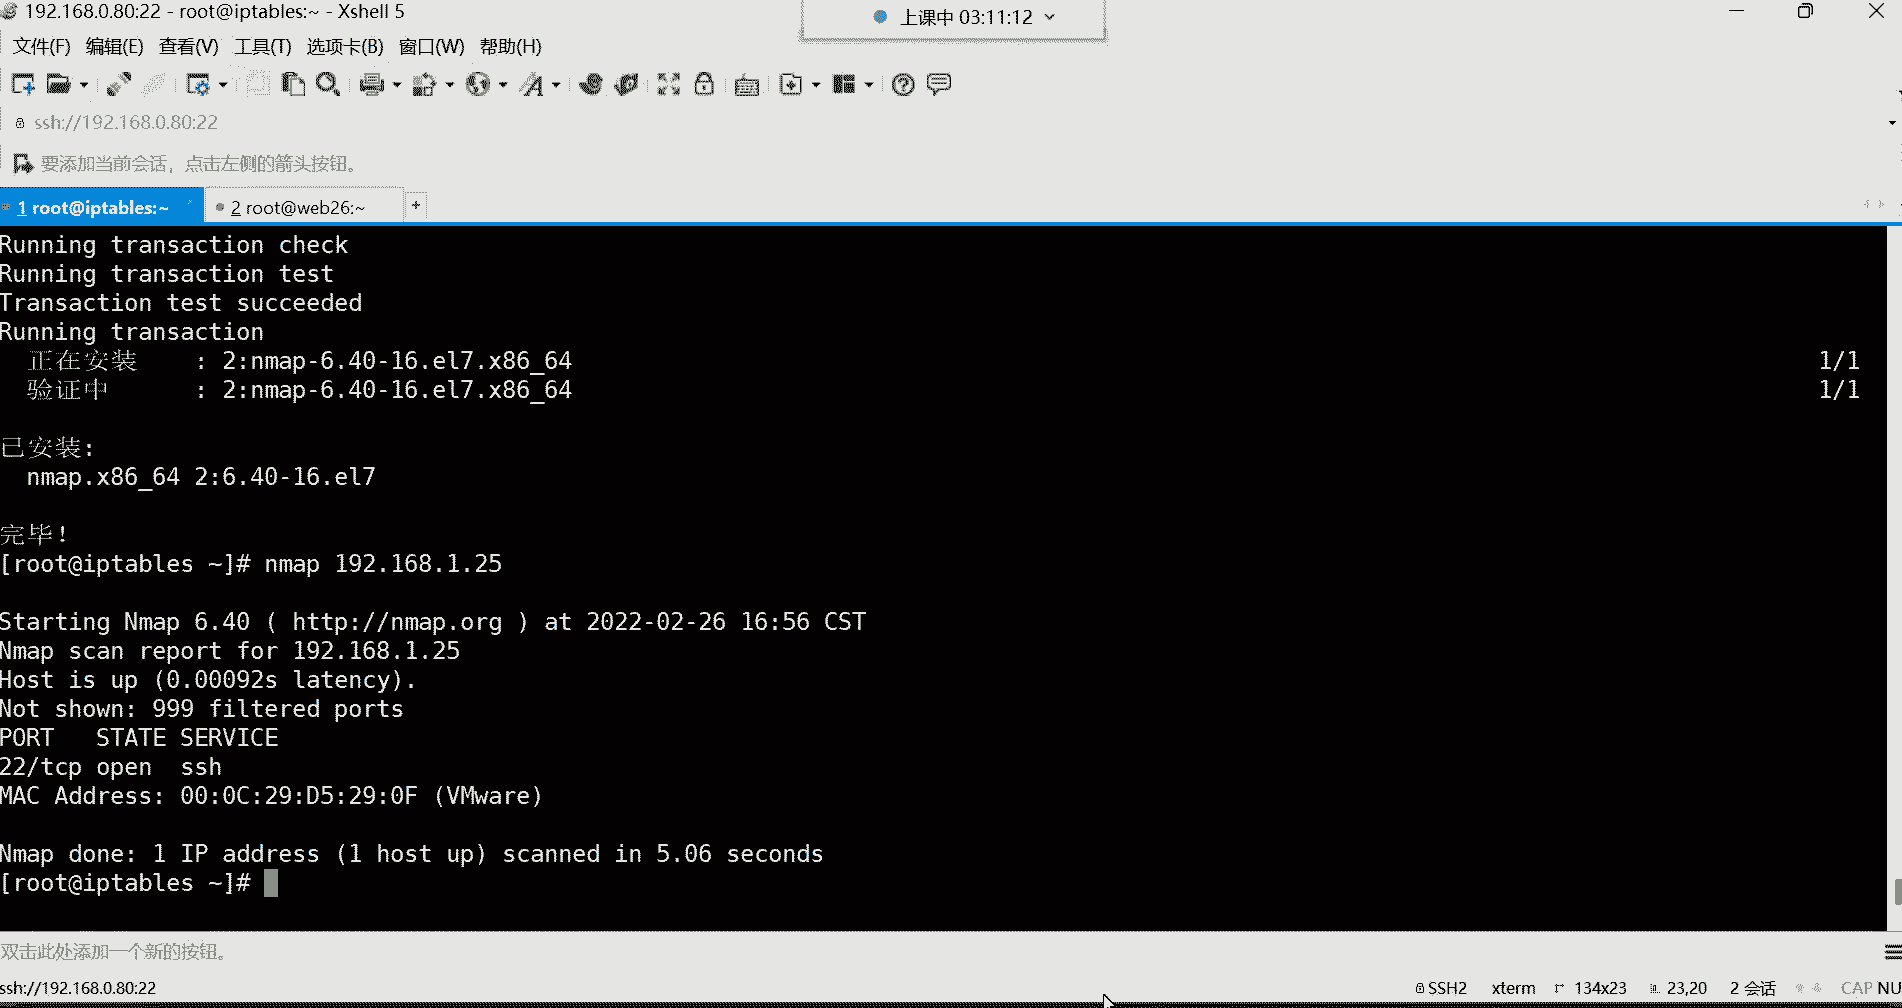 192.168.0.80:22 - root@iptables:~ - Xshell 5
上课中 03:11:12
文件(F) 编辑(E) 查看(V) 工具(T) 选项卡(B) 窗口(W) 帮助(H)
ssh://192.168.0.80:22
要添加当前会话，点击左侧的箭头按钮。
1 root@iptables:~ 2 root@web26:~ +
Running transaction check
Running transaction test
Transaction test succeeded
Running transaction
正在安装 : 2:nmap-6.40-16.el7.x86_64 1/1
验证中 : 2:nmap-6.40-16.el7.x86_64 1/1
已安装:
nmap.x86_64 2:6.40-16.el7
完毕！
[root@iptables ~]# nmap 192.168.1.25
Starting Nmap 6.40 ( http://nmap.org ) at 2022-02-26 16:56 CST
Nmap scan report for 192.168.1.25
Host is up (0.00092s latency).
Not shown: 999 filtered ports
PORT STATE SERVICE
22/tcp open ssh
MAC Address: 00:0C:29:D5:29:0F (VMware)
Nmap done: 1 IP address (1 host up) scanned in 5.06 seconds
[root@iptables ~]#
双击此处添加一个新的按钮。
ssh://192.168.0.80:22 SSH2 xterm 134x23 23,20 2 会话 CAP NU